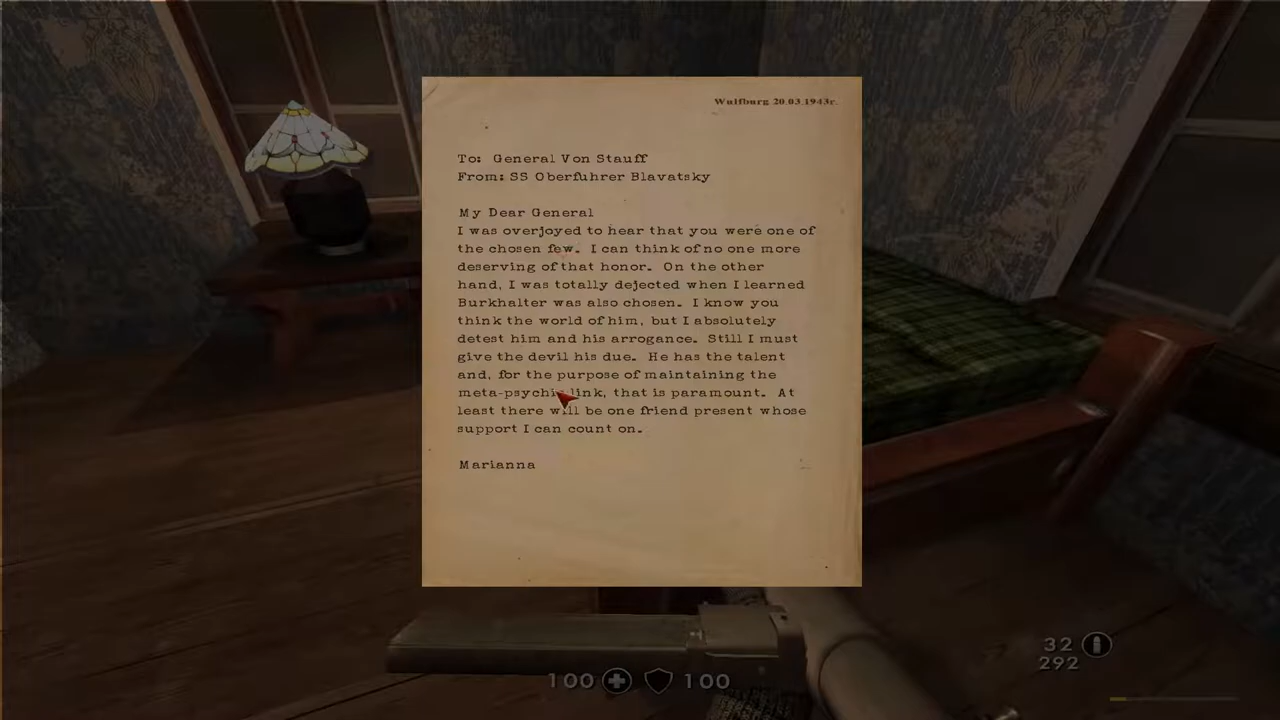 Wulfburg 20.03.1943r.
To: General Von Stauff
From: SS Oberfuhrer Blavatsky
My Dear General
I was overjoyed to hear that you were one of
the chosen few. I can think of no one more
deserving of that honor. On the other
hand, I was totally dejected when I learned
Burkhalter was also chosen. I know you
think the world of him, but I absolutely
detest him and his arrogance. Still I must
give the devil his due. He has the talent
and, for the purpose of maintaining the
meta-psychic link, that is paramount. At
least there will be one friend present whose
support I can count on.
Marianna
32
292
100 100